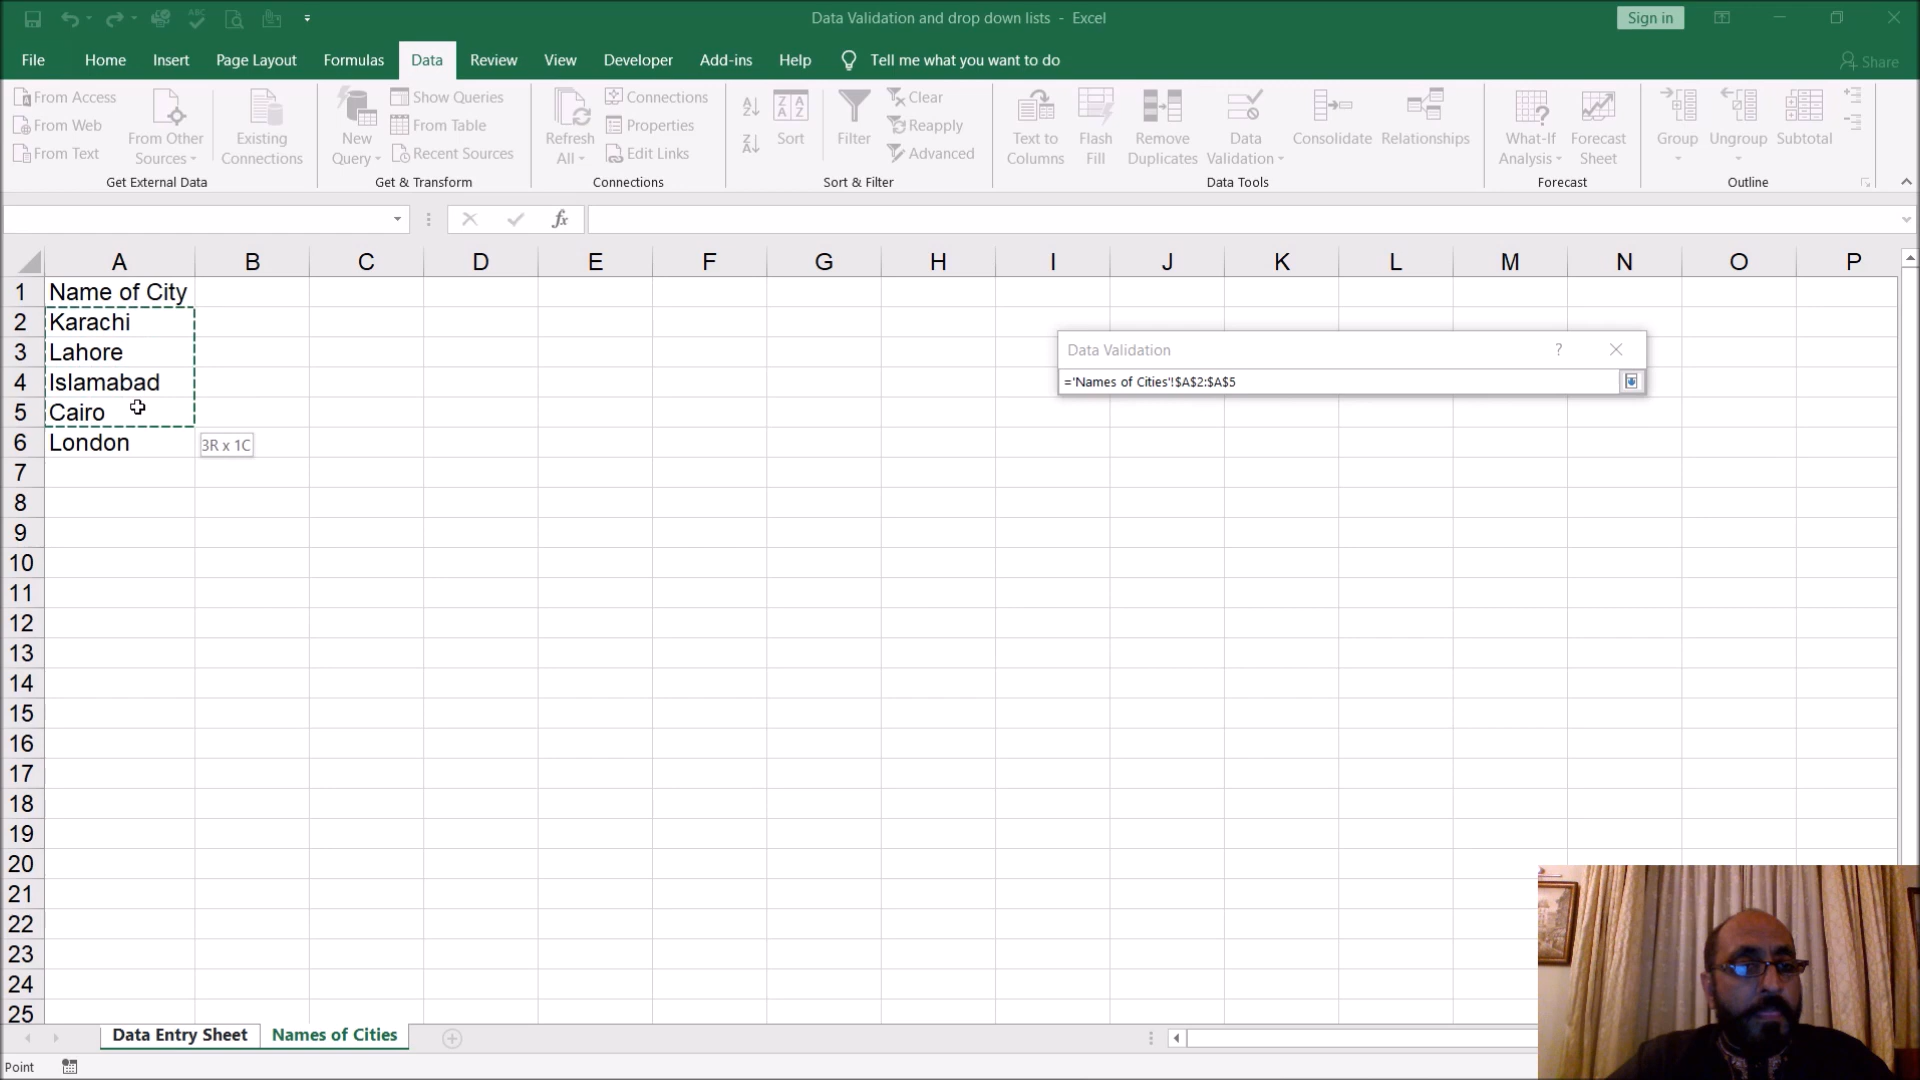 Data Validation and drop down lists - Excel
Sign in
File Home Insert Page Layout Formulas Data Review View Developer Add-ins Help Tell me what you want to do Share
From Access
From Web
From Text
From Other Sources
Existing Connections
Get External Data
New Query
Show Queries
From Table
Recent Sources
Get & Transform
Refresh All
Connections
Properties
Edit Links
Connections
Sort
Filter
Clear
Reapply
Advanced
Sort & Filter
Text to Columns
Flash Fill
Remove Duplicates
Data Validation
Consolidate
Relationships
Data Tools
What-If Analysis
Forecast Sheet
Forecast
Group
Ungroup
Subtotal
Outline
fx
A B C D E F G H I J K L M N O P
1 Name of City
2 Karachi
3 Lahore
4 Islamabad
5 Cairo
6 London
3R x 1C
7
8
9
10
11
12
13
14
15
16
17
18
19
20
21
22
23
24
25
Data Validation ?
='Names of Cities'!$A$2:$A$5
Data Entry Sheet Names of Cities
Point